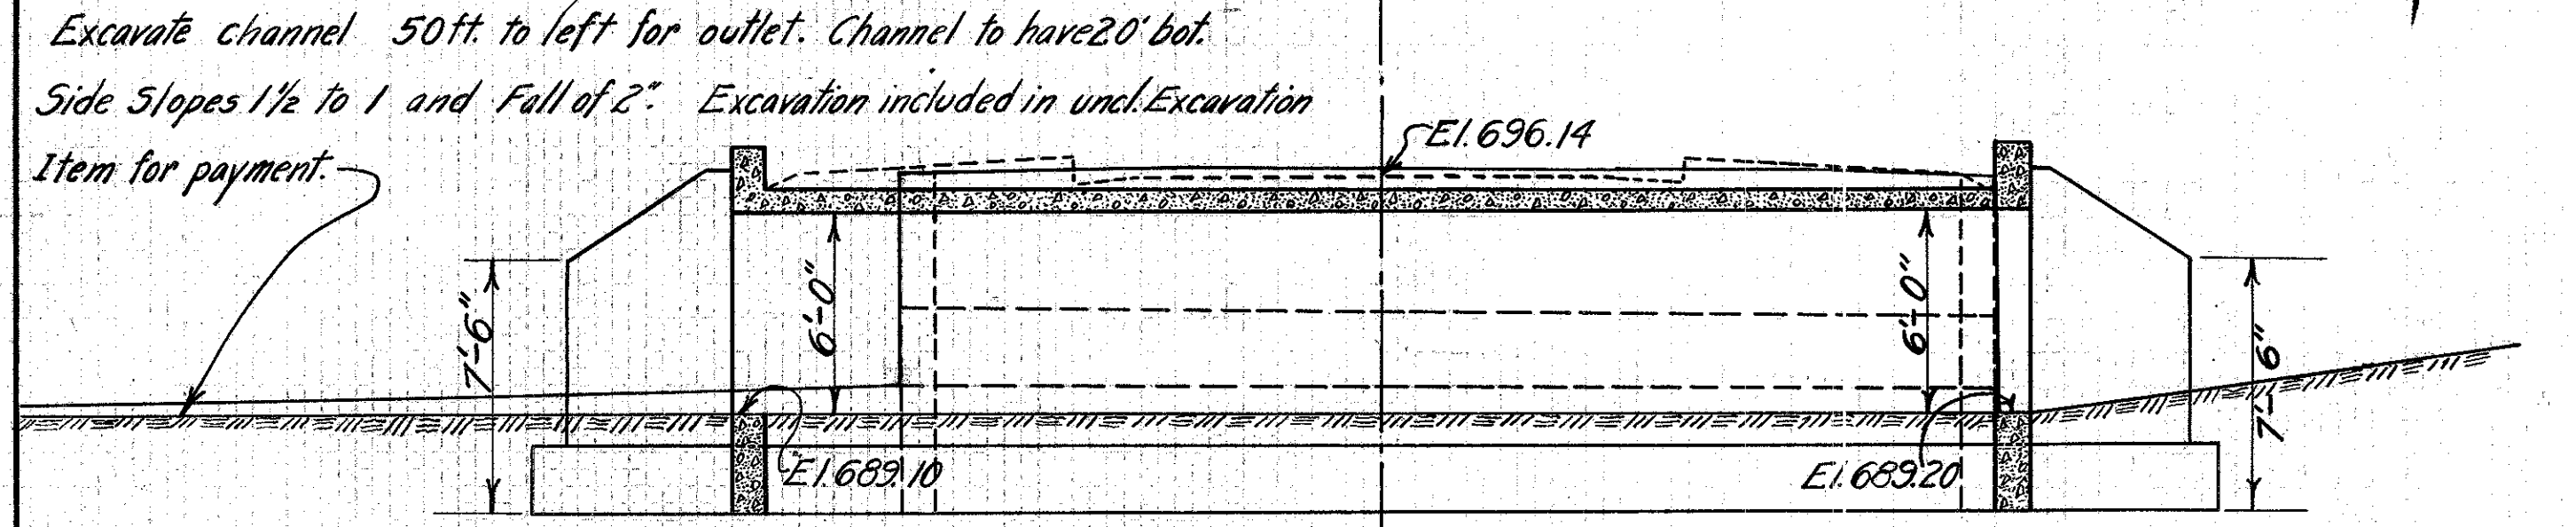 Excavate channel 50ft. to left for outlet. Channel to have 20' bot.
Side Slopes 1½ to 1 and Fall of 2". Excavation included in uncl. Excavation
Item for payment.
El. 696.14
7'-6"
6'-0"
6'-0"
7'-6"
El. 689.10
El. 689.20